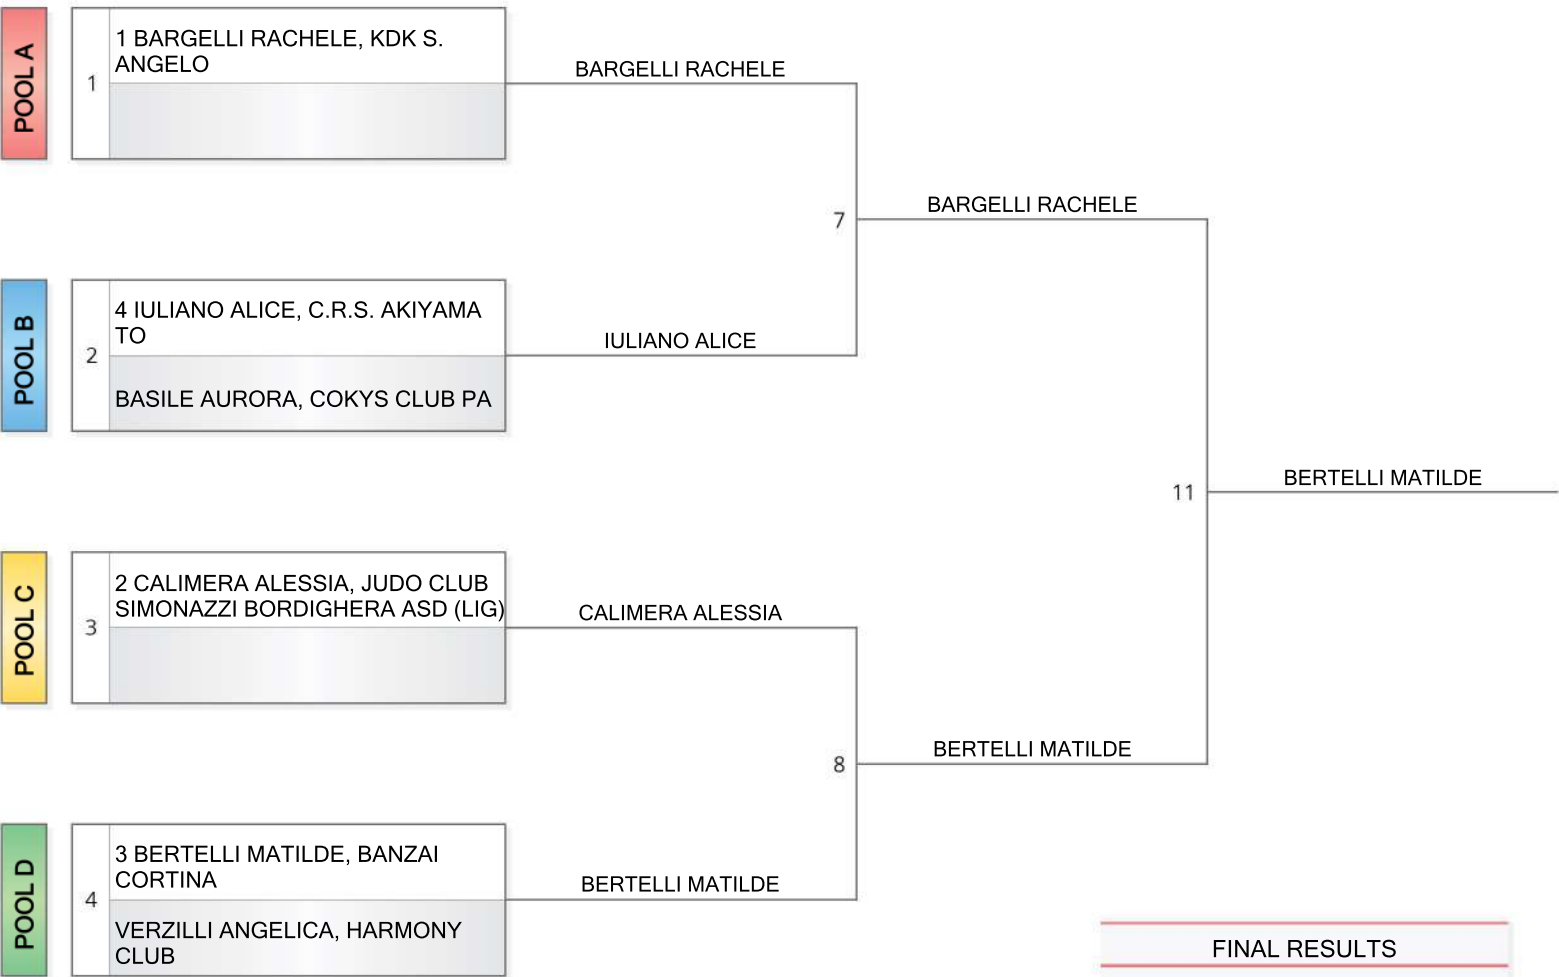 POOL A
1
1 BARGELLI RACHELE, KDK S.
ANGELO
BARGELLI RACHELE
7
BARGELLI RACHELE
POOL B
2
4 IULIANO ALICE, C.R.S. AKIYAMA
TO
BASILE AURORA, COKYS CLUB PA
IULIANO ALICE
11
BERTELLI MATILDE
POOL C
3
2 CALIMERA ALESSIA, JUDO CLUB
SIMONAZZI BORDIGHERA ASD (LIG)
CALIMERA ALESSIA
8
BERTELLI MATILDE
POOL D
4
3 BERTELLI MATILDE, BANZAI
CORTINA
VERZILLI ANGELICA, HARMONY
CLUB
BERTELLI MATILDE
FINAL RESULTS